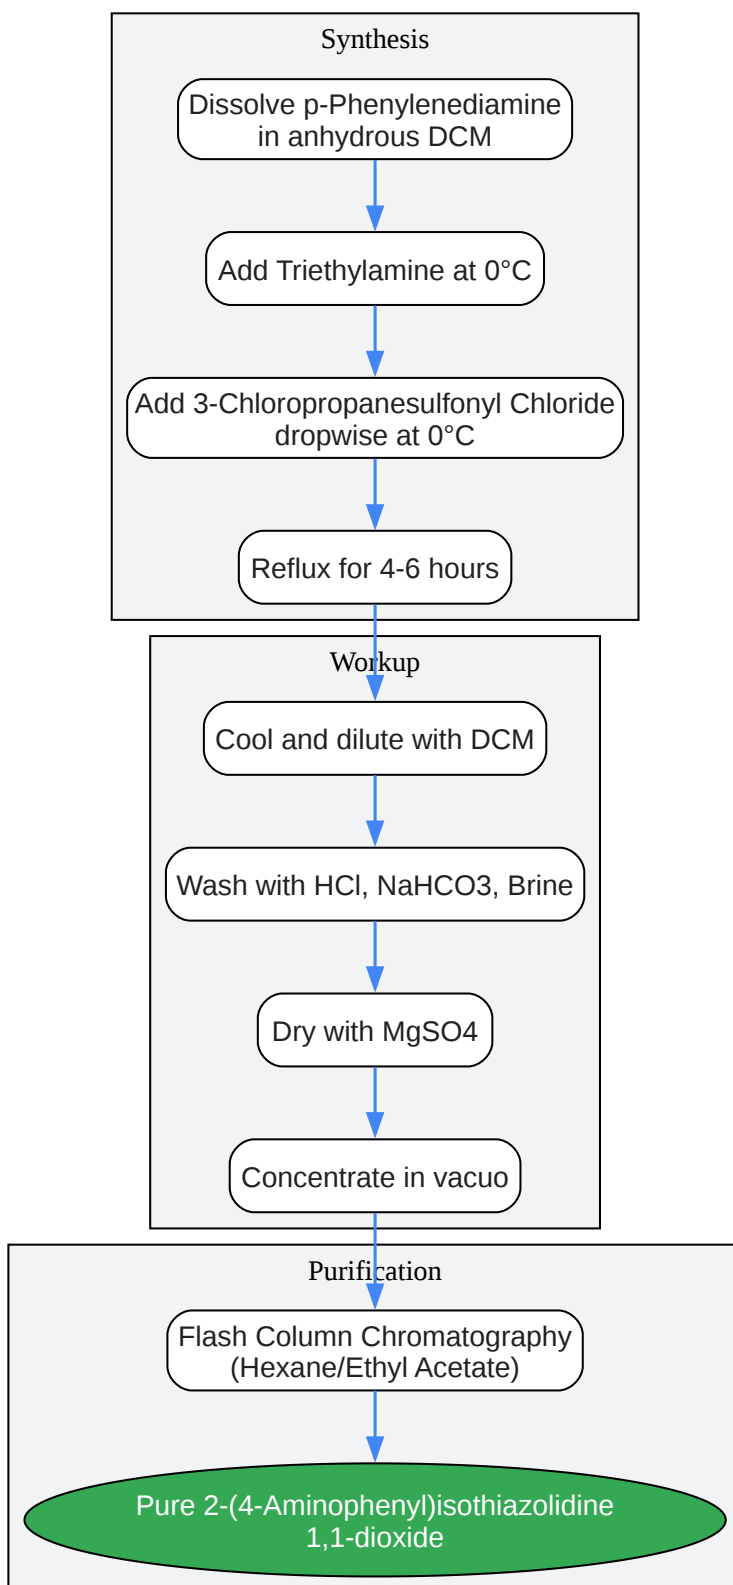 Synthesis
Dissolve p-Phenylenediamine
in anhydrous DCM
Add Triethylamine at 0°C
Add 3-Chloropropanesulfonyl Chloride
dropwise at 0°C
Reflux for 4-6 hours
Workup
Cool and dilute with DCM
Wash with HCl, NaHCO3, Brine
Dry with MgSO4
Concentrate in vacuo
Purification
Flash Column Chromatography
(Hexane/Ethyl Acetate)
Pure 2-(4-Aminophenyl)isothiazolidine
1,1-dioxide